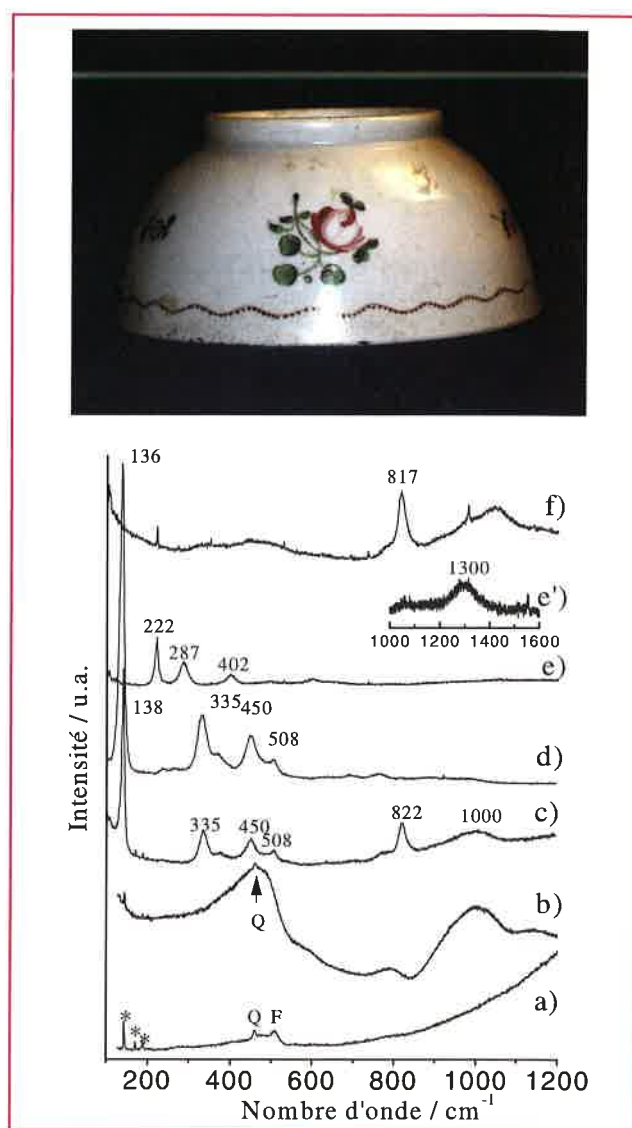 136
817
f)
1300
e')
1000 1200 1400 1600
222
287
402
e)
138
335
450
508
d)
335
450
508
822
1000
c)
Q
b)
* * *
Q F
a)
200 400 600 800 1000 1200
Intensité / u.a.
Nombre d'onde / cm⁻¹